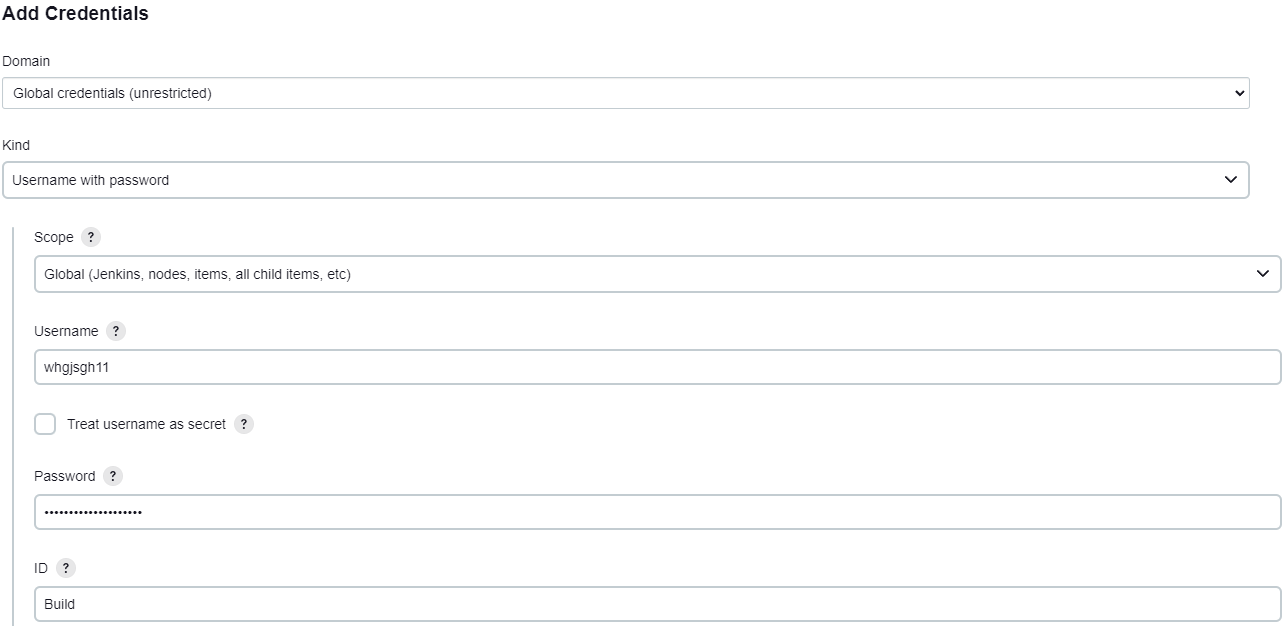 Add Credentials
Domain
Global credentials (unrestricted)
Kind
Username with password
Scope ?
Global (Jenkins, nodes, items, all child items, etc)
Username ?
whgjsgh11
Treat username as secret ?
Password ?
••••••••••••••••••••
ID ?
Build